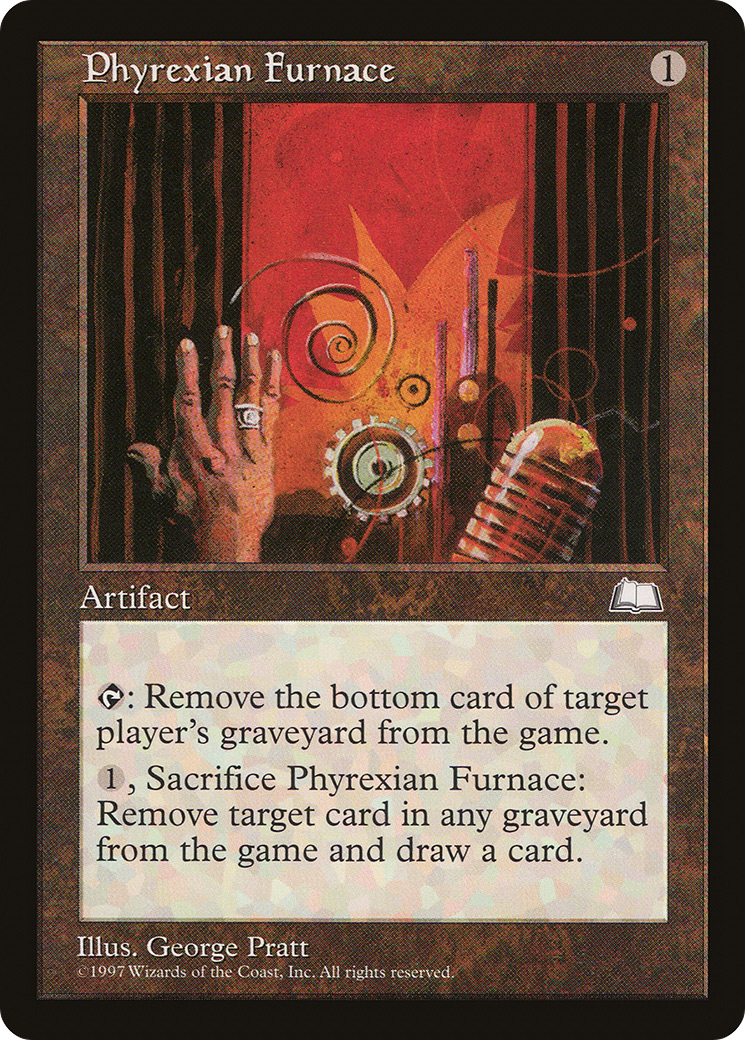 Phyrexian Furnace
1
Artifact
: Remove the bottom card of target
player's graveyard from the game.
1, Sacrifice Phyrexian Furnace:
Remove target card in any graveyard
from the game and draw a card.
Illus. George Pratt
©1997 Wizards of the Coast, Inc. All rights reserved.